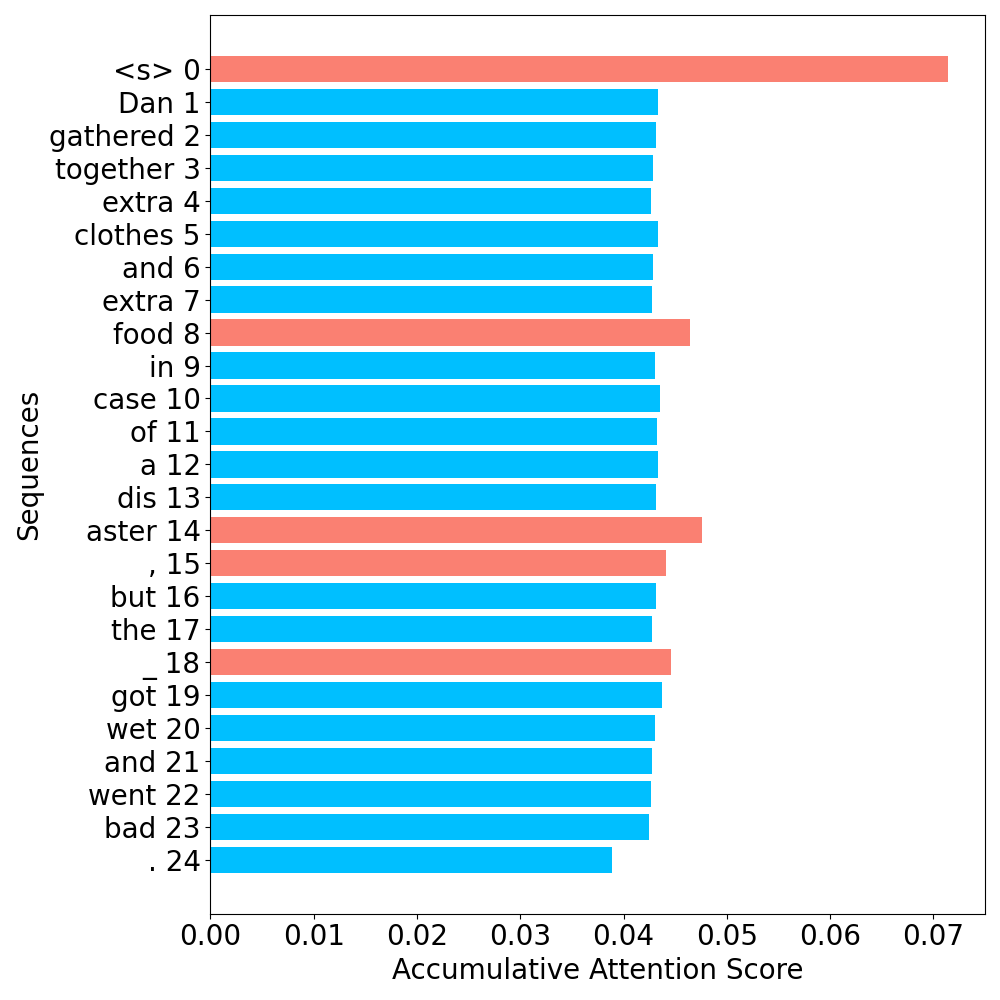 <s> 0
Dan 1
gathered 2
together 3
extra 4
clothes 5
and 6
extra 7
food 8
in 9
case 10
of 11
a 12
dis 13
aster 14
, 15
but 16
the 17
_ 18
got 19
wet 20
and 21
went 22
bad 23
. 24
Sequences
0.00 0.01 0.02 0.03 0.04 0.05 0.06 0.07
Accumulative Attention Score